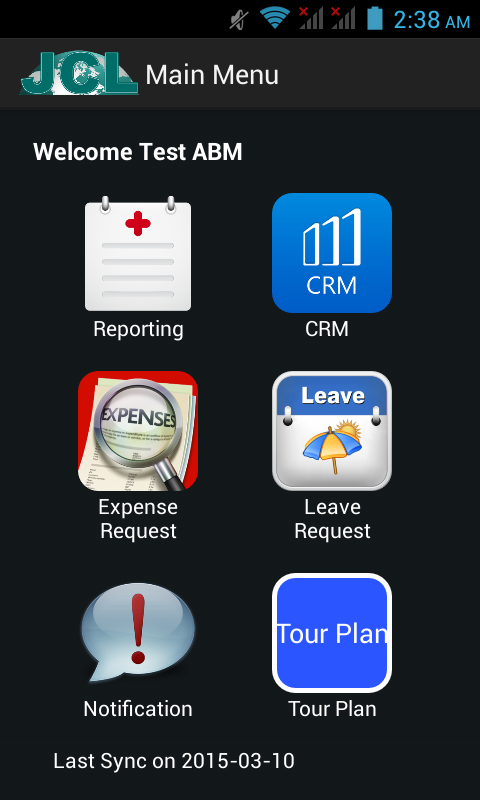 2:38 AM
JCL Main Menu
Welcome Test ABM
CRM
Reporting
CRM
EXPENSES
Leave
Expense
Request
Leave
Request
Tour Plan
Notification
Tour Plan
Last Sync on 2015-03-10